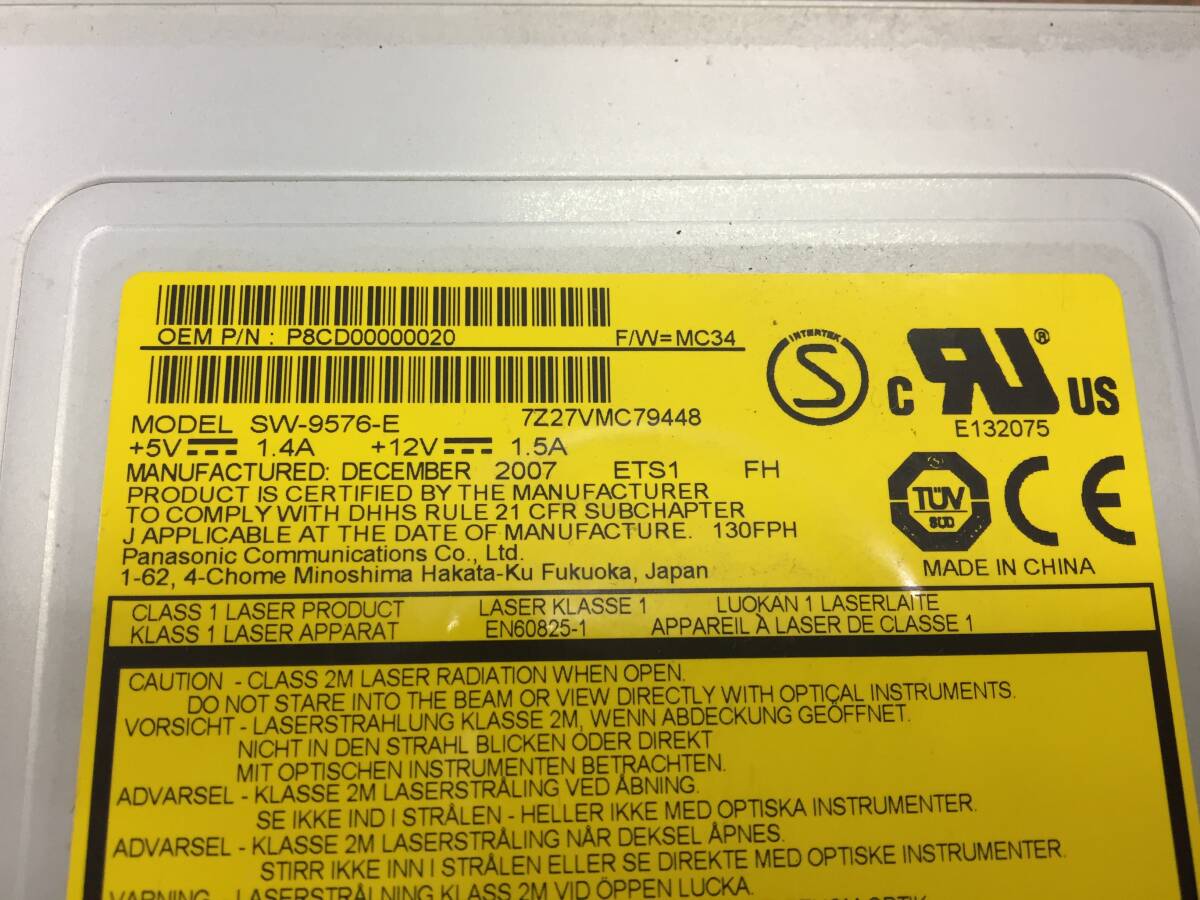 OEM P/N : P8CD00000020 F/W=MC34
MODEL SW-9576-E 7Z27VMC79448
+5V 1.4A +12V 1.5A
MANUFACTURED: DECEMBER 2007 ETS1 FH
PRODUCT IS CERTIFIED BY THE MANUFACTURER
TO COMPLY WITH DHHS RULE 21 CFR SUBCHAPTER
J APPLICABLE AT THE DATE OF MANUFACTURE. 130FPH
Panasonic Communications Co., Ltd.
1-62, 4-Chome Minoshima Hakata-Ku Fukuoka, Japan
INTERTEK
S
C RU ® US
E132075
TÜV
SÜD
CE
MADE IN CHINA
CLASS 1 LASER PRODUCT LASER KLASSE 1 LUOKAN 1 LASERLAITE
KLASS 1 LASER APPARAT EN60825-1 APPAREIL À LASER DE CLASSE 1
CAUTION - CLASS 2M LASER RADIATION WHEN OPEN.
DO NOT STARE INTO THE BEAM OR VIEW DIRECTLY WITH OPTICAL INSTRUMENTS.
VORSICHT - LASERSTRAHLUNG KLASSE 2M, WENN ABDECKUNG GEÖFFNET.
NICHT IN DEN STRAHL BLICKEN ODER DIREKT
MIT OPTISCHEN INSTRUMENTEN BETRACHTEN.
ADVARSEL - KLASSE 2M LASERSTRÅLING VED ÅBNING.
SE IKKE IND I STRÅLEN - HELLER IKKE MED OPTISKA INSTRUMENTER.
ADVARSEL - KLASSE 2M LASERSTRÅLING NÅR DEKSEL ÅPNES.
STIRR IKKE INN I STRÅLEN ELLER SE DIREKTE MED OPTISKE INSTRUMENTER.
VARNING - LASERSTRÅLNING KLASS 2M VID ÖPPEN LUCKA.